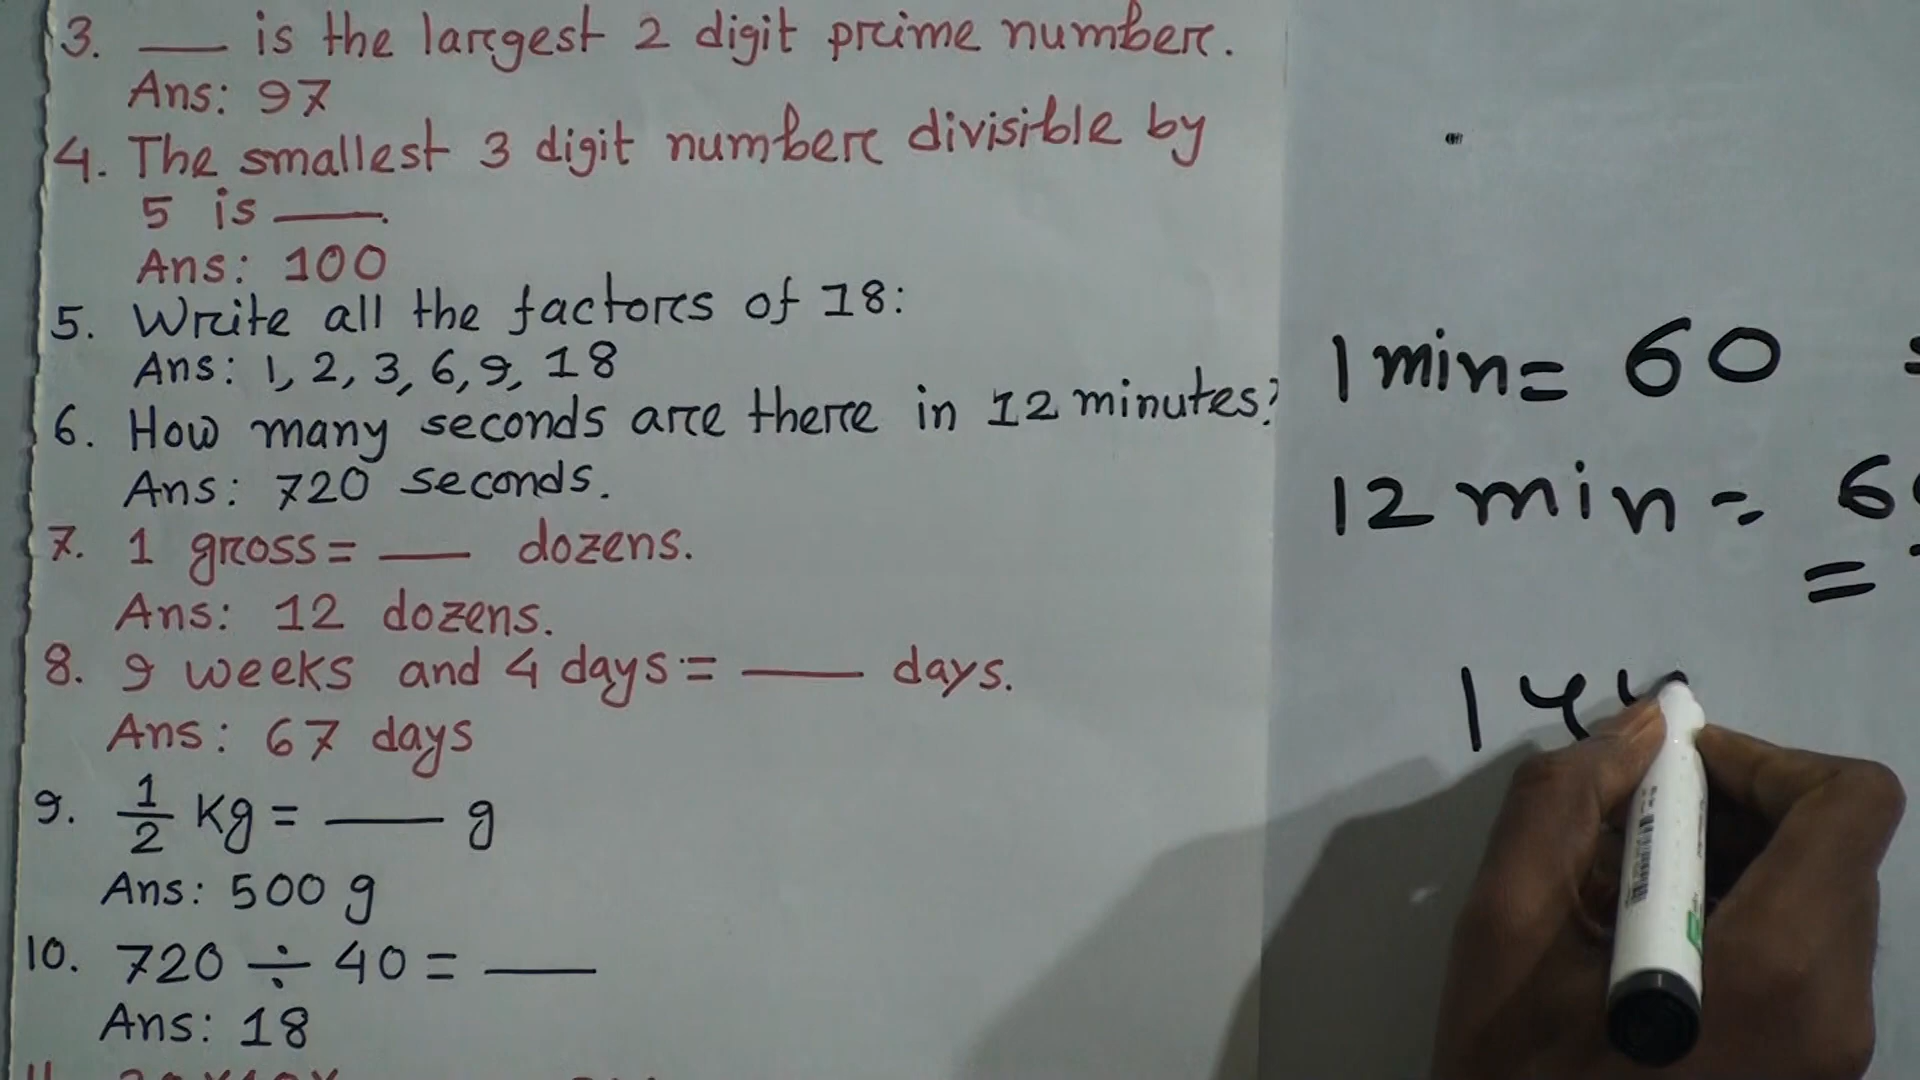 3. ___ is the largest 2 digit prime number.
Ans: 97
4. The smallest 3 digit number divisible by
5 is ___.
Ans: 100
5. Write all the factors of 18:
Ans: 1, 2, 3, 6, 9, 18
6. How many seconds are there in 12 minutes?
Ans: 720 seconds.
7. 1 gross = ___ dozens.
Ans: 12 dozens.
8. 9 weeks and 4 days = ___ days.
Ans: 67 days
9. 1/2 Kg = ___ g
Ans: 500 g
10. 720 ÷ 40 = ___
Ans: 18
1 min = 60
12 min = 6
=
144